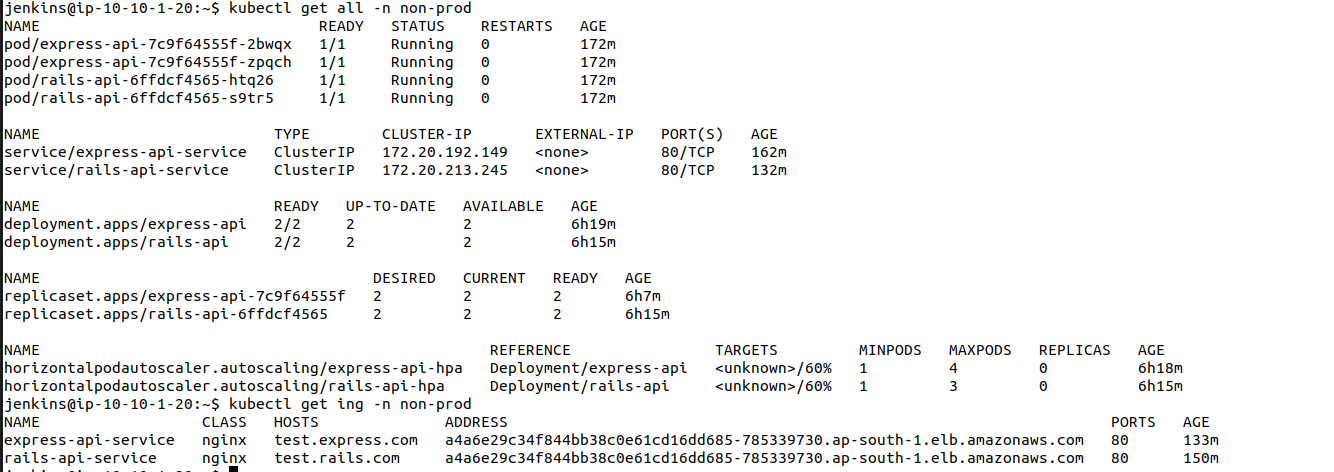 jenkins@ip-10-10-1-20:~$ kubectl get all -n non-prod
NAME READY STATUS RESTARTS AGE
pod/express-api-7c9f64555f-2bwqx 1/1 Running 0 172m
pod/express-api-7c9f64555f-zpqch 1/1 Running 0 172m
pod/rails-api-6ffdcf4565-htq26 1/1 Running 0 172m
pod/rails-api-6ffdcf4565-s9tr5 1/1 Running 0 172m
NAME TYPE CLUSTER-IP EXTERNAL-IP PORT(S) AGE
service/express-api-service ClusterIP 172.20.192.149 <none> 80/TCP 162m
service/rails-api-service ClusterIP 172.20.213.245 <none> 80/TCP 132m
NAME READY UP-TO-DATE AVAILABLE AGE
deployment.apps/express-api 2/2 2 2 6h19m
deployment.apps/rails-api 2/2 2 2 6h15m
NAME DESIRED CURRENT READY AGE
replicaset.apps/express-api-7c9f64555f 2 2 2 6h7m
replicaset.apps/rails-api-6ffdcf4565 2 2 2 6h15m
NAME REFERENCE TARGETS MINPODS MAXPODS REPLICAS AGE
horizontalpodautoscaler.autoscaling/express-api-hpa Deployment/express-api <unknown>/60% 1 4 0 6h18m
horizontalpodautoscaler.autoscaling/rails-api-hpa Deployment/rails-api <unknown>/60% 1 3 0 6h15m
jenkins@ip-10-10-1-20:~$ kubectl get ing -n non-prod
NAME CLASS HOSTS ADDRESS PORTS AGE
express-api-service nginx test.express.com a4a6e29c34f844bb38c0e61cd16dd685-785339730.ap-south-1.elb.amazonaws.com 80 133m
rails-api-service nginx test.rails.com a4a6e29c34f844bb38c0e61cd16dd685-785339730.ap-south-1.elb.amazonaws.com 80 150m
jenkins@ip-10-10-1-20:~$